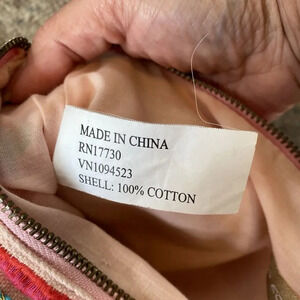 MADE IN CHINA
RN17730
VN1094523
SHELL: 100% COTTON